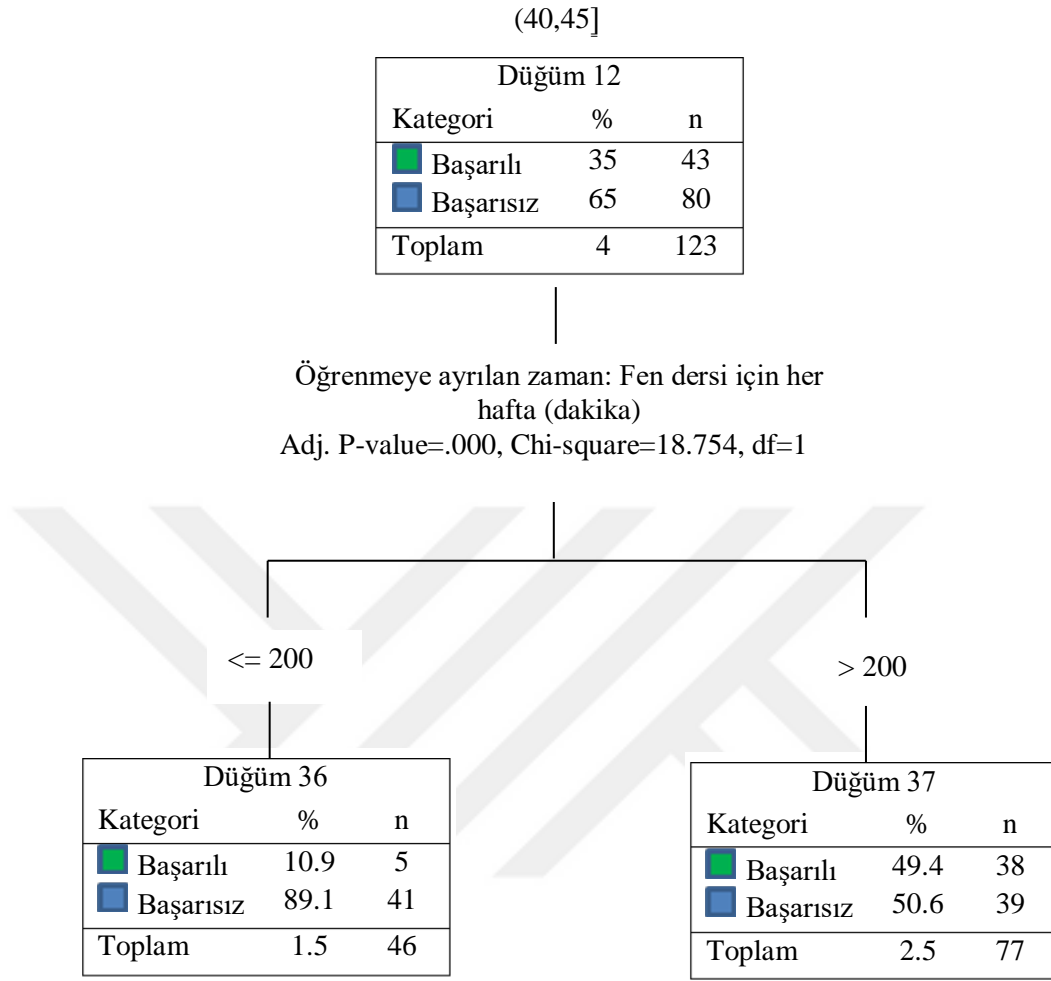 (40,45]
Düğüm 12
Kategori % n
Başarılı 35 43
Başarısız 65 80
Toplam 4 123
Öğrenmeye ayrılan zaman: Fen dersi için her
hafta (dakika)
Adj. P-value=.000, Chi-square=18.754, df=1
<= 200
> 200
Düğüm 36
Kategori % n
Başarılı 10.9 5
Başarısız 89.1 41
Toplam 1.5 46
Düğüm 37
Kategori % n
Başarılı 49.4 38
Başarısız 50.6 39
Toplam 2.5 77